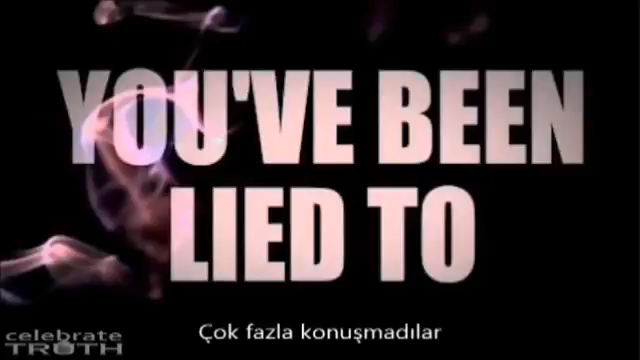 YOU'VE BEEN
LIED TO
Çok fazla konuşmadılar
celebrate
TRUTH